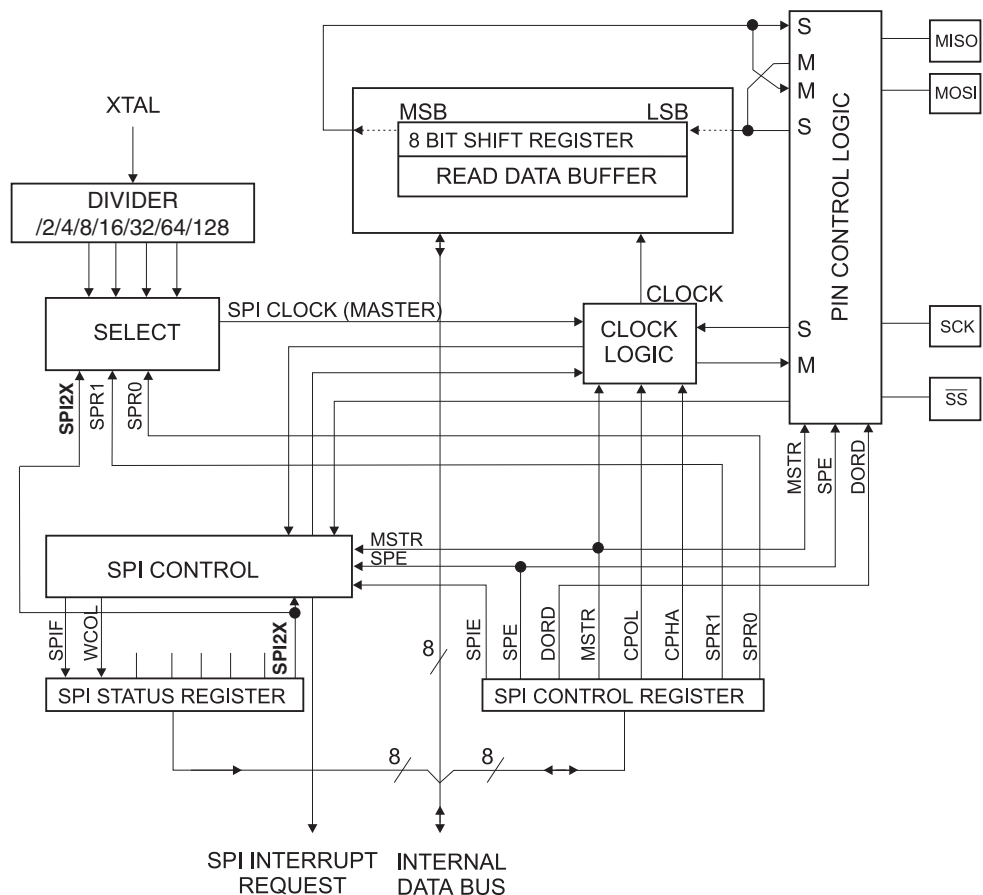 S
MISO
M
XTAL
M
MOSI
MSB
LSB
S
8 BIT SHIFT REGISTER
READ DATA BUFFER
PIN CONTROL LOGIC
DIVIDER
/2/4/8/16/32/64/128
SPI CLOCK (MASTER)
CLOCK
SELECT
CLOCK
LOGIC
S
SCK
M
SPI2X
SPR1
SPR0
SS
MSTR
SPE
DORD
SPI CONTROL
MSTR
SPE
SPIF
WCOL
SPI2X
8
SPIE
SPE
DORD
MSTR
CPOL
CPHA
SPR1
SPR0
SPI STATUS REGISTER
SPI CONTROL REGISTER
8
8
SPI INTERRUPT
REQUEST
INTERNAL
DATA BUS